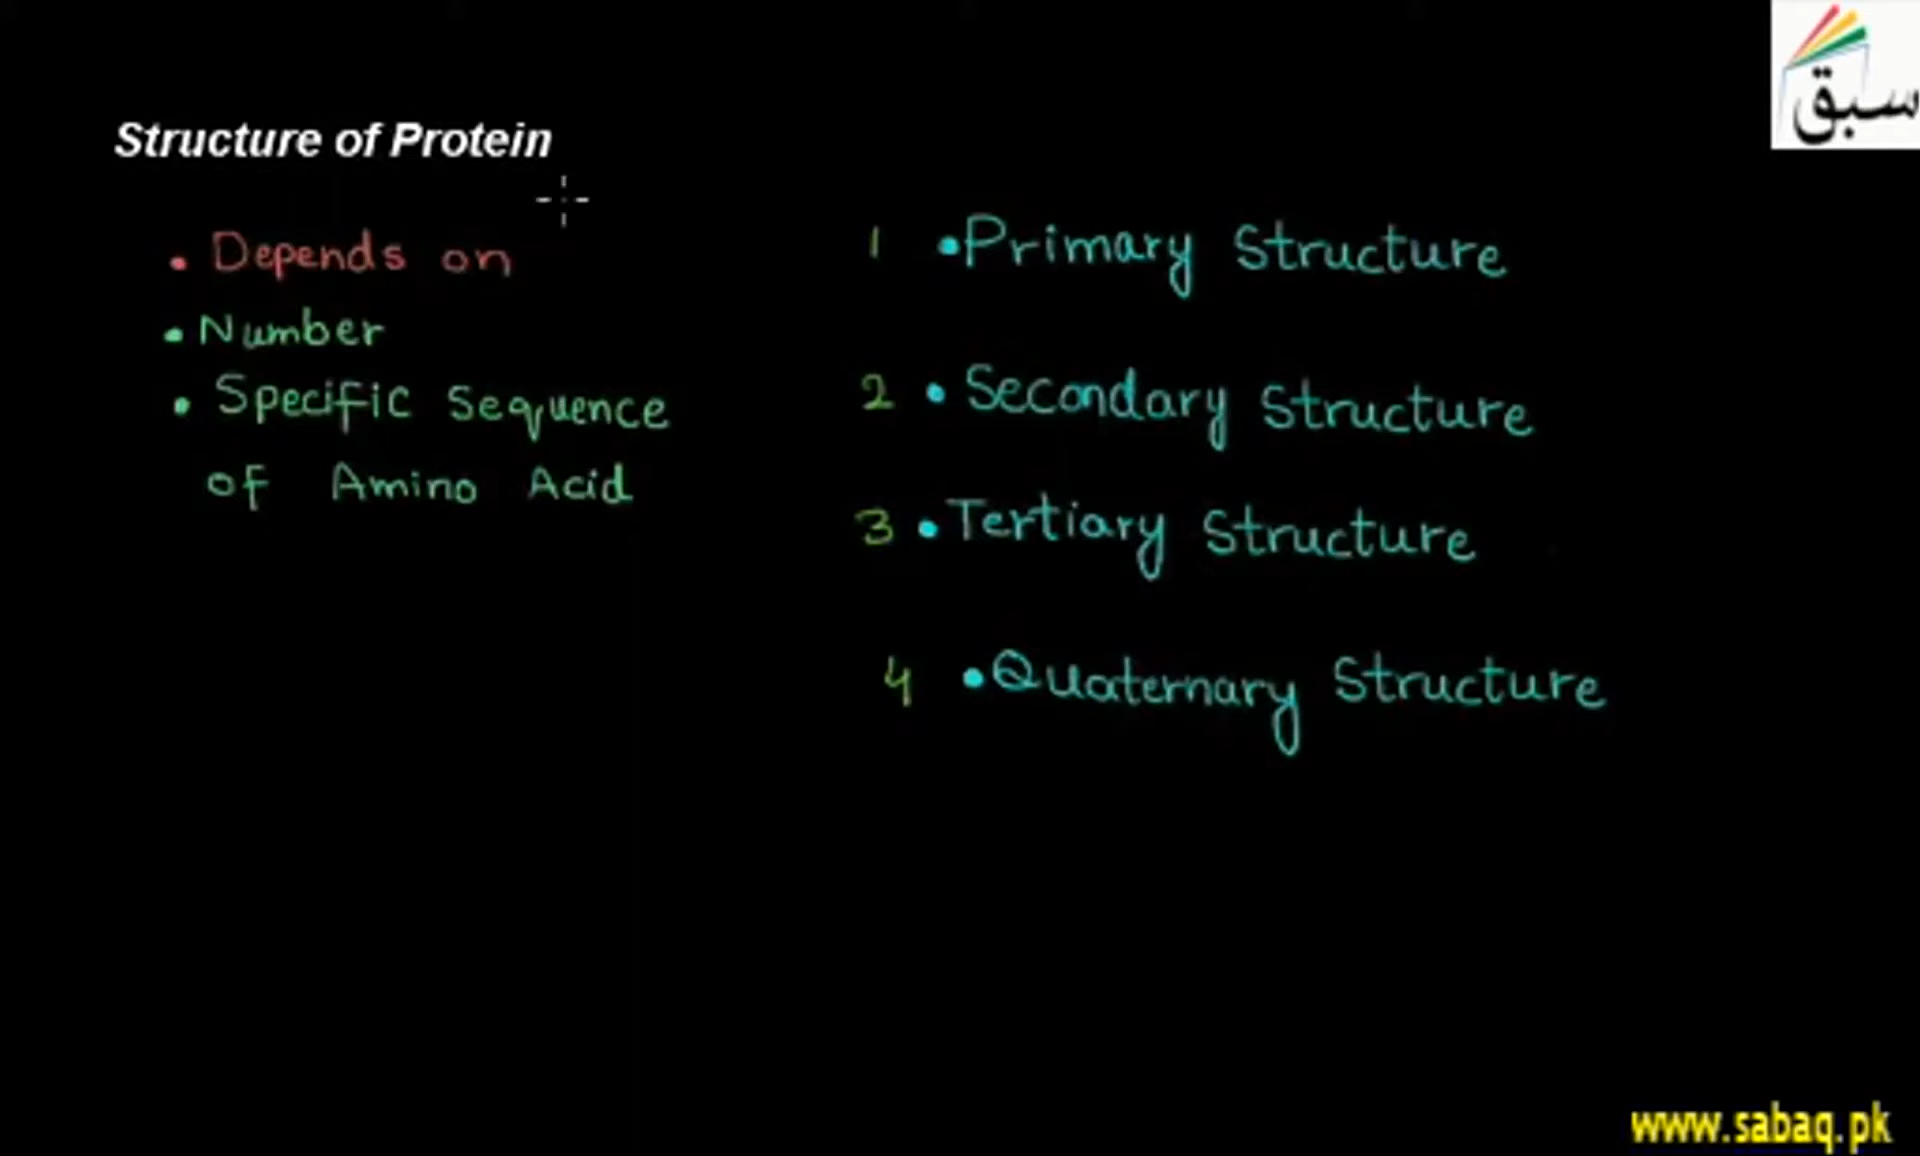 سبق
Structure of Protein
• Depends on
• Number
• Specific Sequence
of Amino Acid
1 • Primary Structure
2 • Secondary Structure
3 • Tertiary Structure
4 • Quaternary Structure
www.sabaq.pk